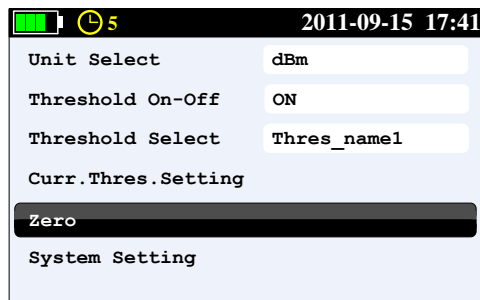 5 2011-09-15 17:41
Unit Select dBm
Threshold On-Off ON
Threshold Select Thres_name1
Curr.Thres.Setting
Zero
System Setting